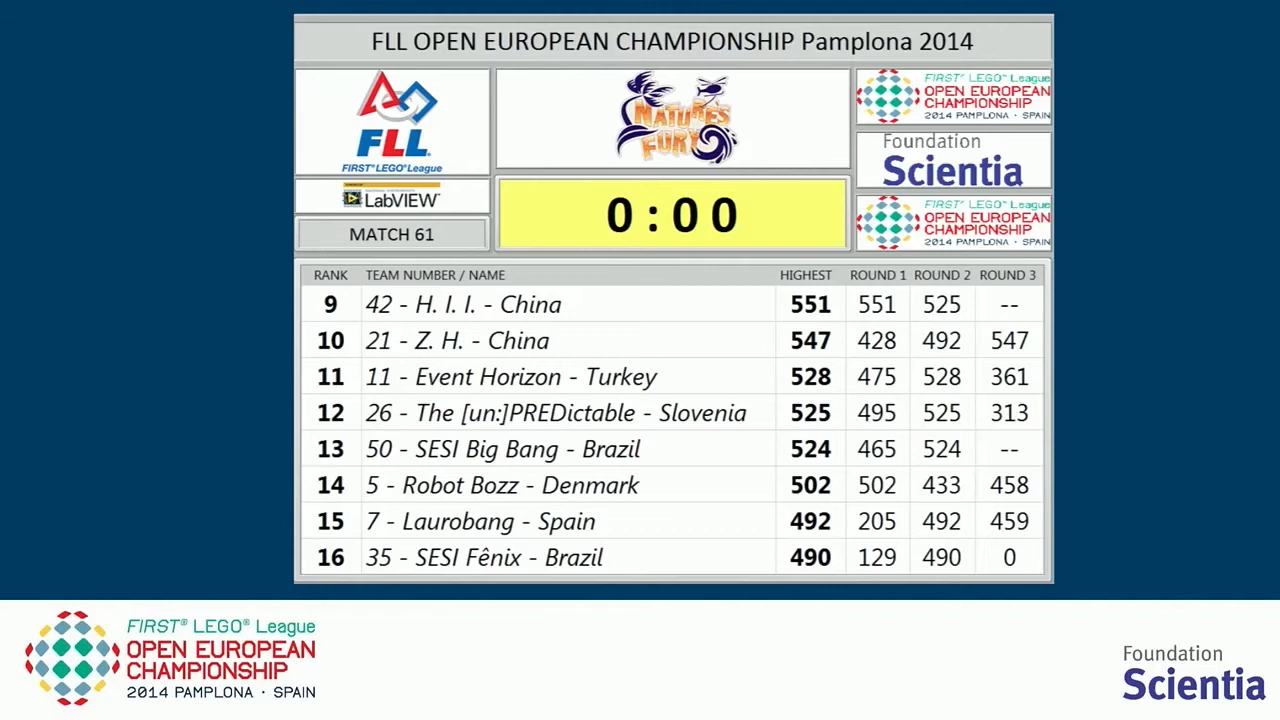 FLL OPEN EUROPEAN CHAMPIONSHIP Pamplona 2014
FLL
FIRST® LEGO® League
NATURE'S
FURY
FIRST® LEGO® League
OPEN EUROPEAN
CHAMPIONSHIP
2014 PAMPLONA · SPAIN
Foundation
Scientia
LabVIEW™
MATCH 61
0:00
FIRST® LEGO® League
OPEN EUROPEAN
CHAMPIONSHIP
2014 PAMPLONA · SPAIN
RANK TEAM NUMBER / NAME HIGHEST ROUND 1 ROUND 2 ROUND 3
9 42 - H. I. I. - China 551 551 525 --
10 21 - Z. H. - China 547 428 492 547
11 11 - Event Horizon - Turkey 528 475 528 361
12 26 - The [un:]PREDictable - Slovenia 525 495 525 313
13 50 - SESI Big Bang - Brazil 524 465 524 --
14 5 - Robot Bozz - Denmark 502 502 433 458
15 7 - Laurobang - Spain 492 205 492 459
16 35 - SESI Fênix - Brazil 490 129 490 0
FIRST® LEGO® League
OPEN EUROPEAN
CHAMPIONSHIP
2014 PAMPLONA · SPAIN
Foundation
Scientia